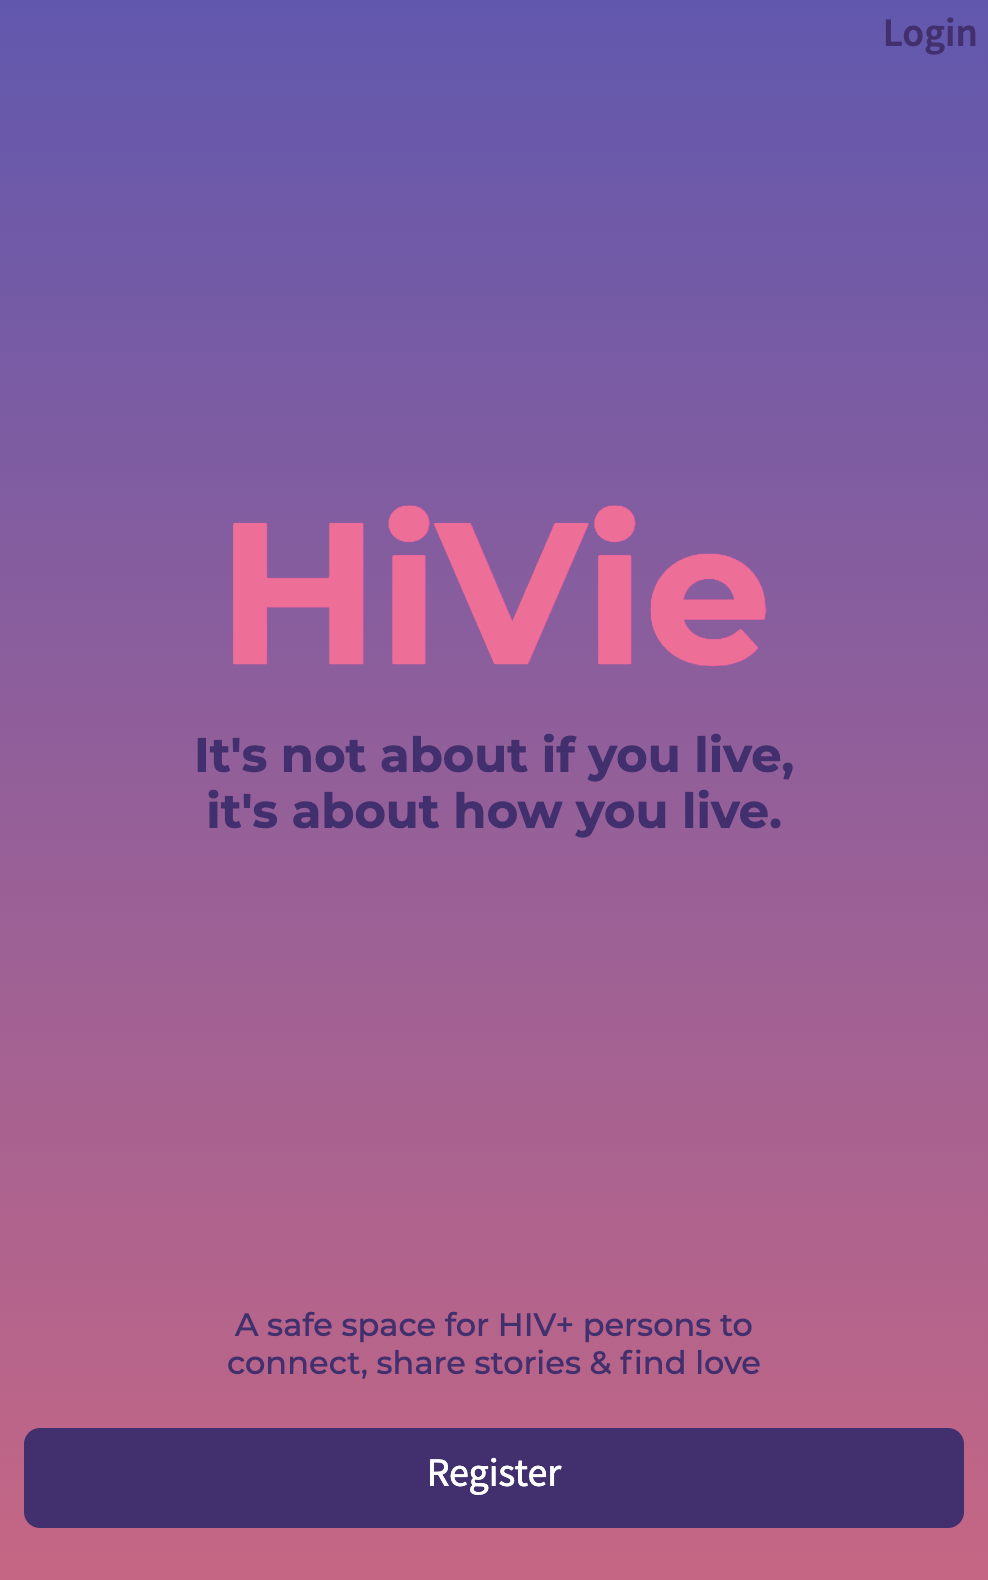 Login
HiVie
It's not about if you live,
it's about how you live.
A safe space for HIV+ persons to
connect, share stories & find love
Register